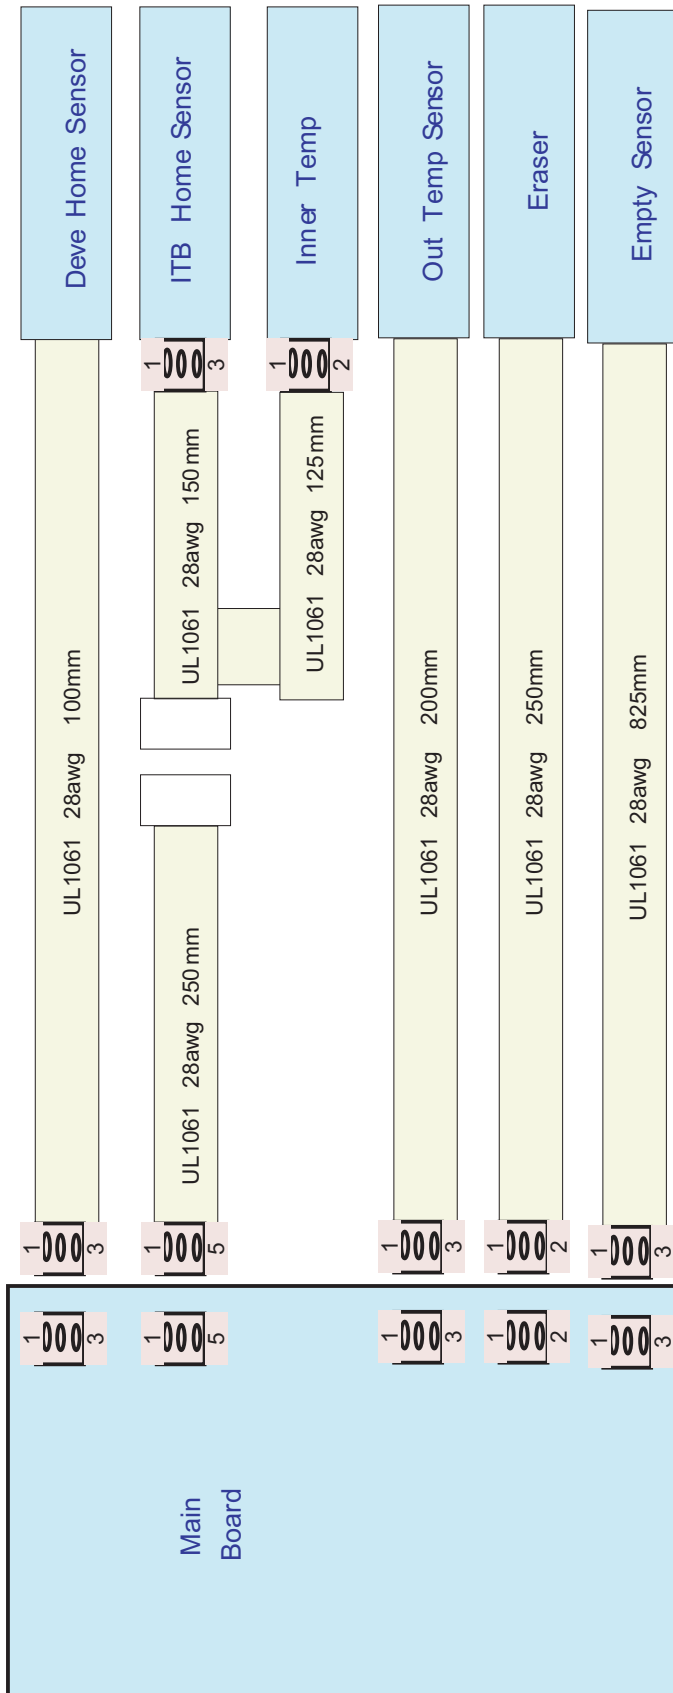 Deve Home Sensor
ITB Home Sensor
Inner Temp
Out Temp Sensor
Eraser
Empty Sensor
1
3
1
2
UL1061 28awg 100mm
UL1061 28awg 150mm
UL1061 28awg 125mm
UL1061 28awg 250mm
UL1061 28awg 200mm
UL1061 28awg 250mm
UL1061 28awg 825mm
1
3
1
5
1
3
1
2
1
3
1
3
1
5
1
3
1
2
1
3
Main
Board